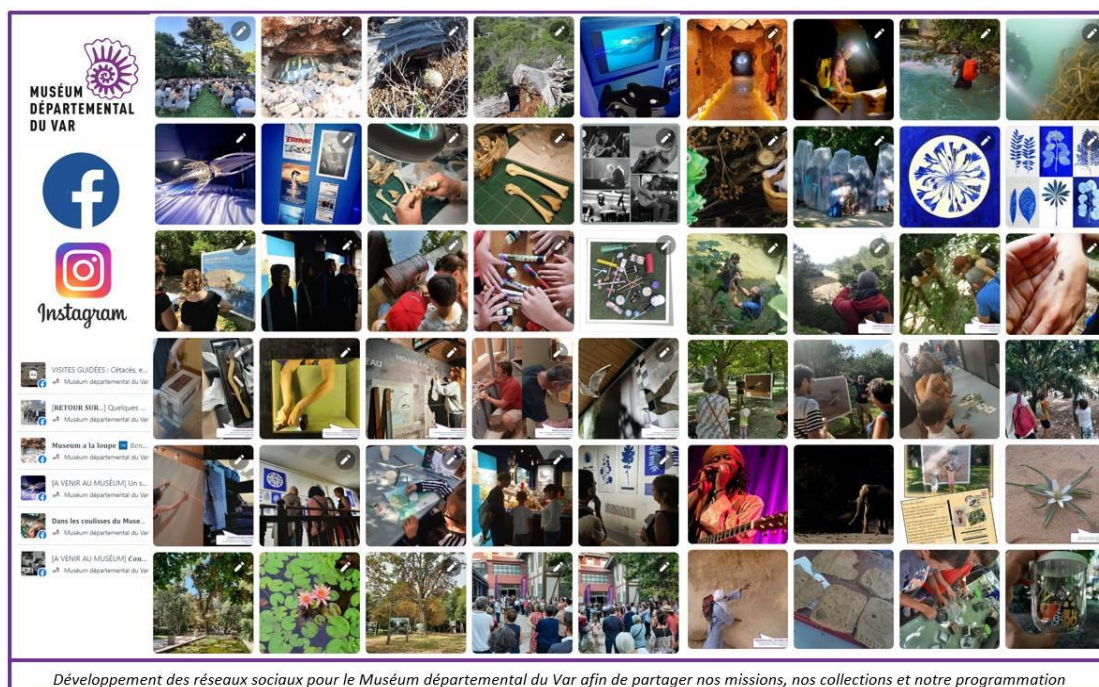 MUSÉUM
DÉPARTEMENTAL
DU VAR
Instagram
VISITES GUIDÉES : Cétacés, e...
Muséum départemental du Var
[RETOUR SUR...] Quelques ...
Muséum départemental du Var
Museum a la loupe
Muséum départemental du Var
[A VENIR AU MUSÉUM] Un s...
Muséum départemental du Var
Dans les coulisses du Muse...
Muséum départemental du Var
[A VENIR AU MUSÉUM] Con...
Muséum départemental du Var
Développement des réseaux sociaux pour le Muséum départemental du Var afin de partager nos missions, nos collections et notre programmation